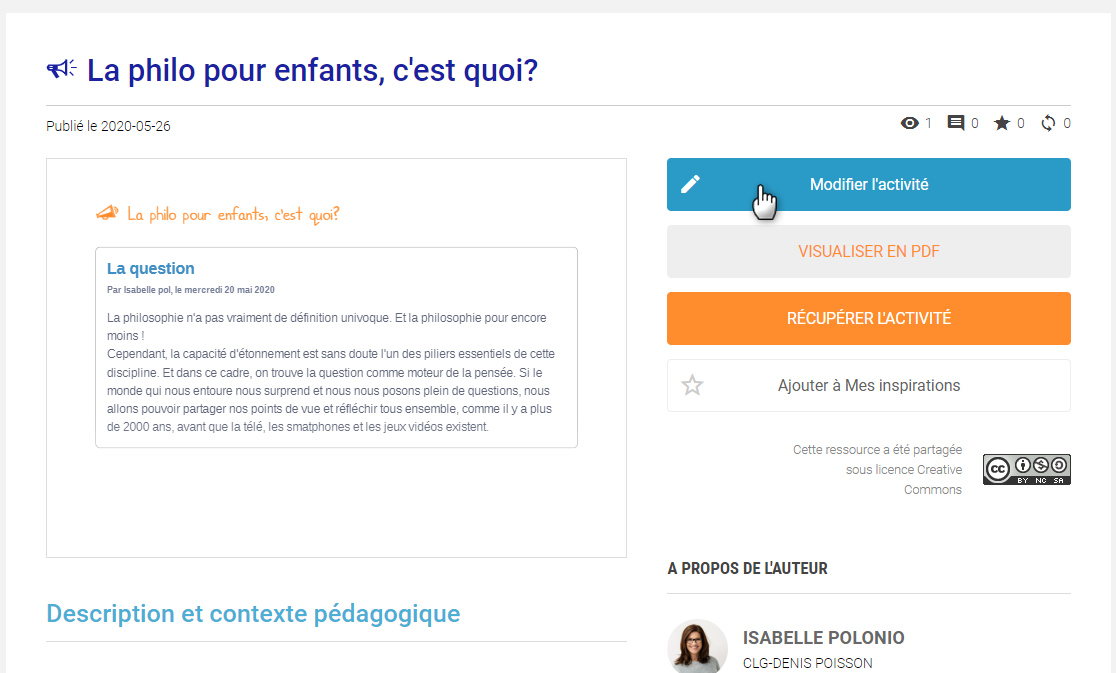 La philo pour enfants, c'est quoi?
Publié le 2020-05-26
1 0 0 0
La philo pour enfants, c'est quoi?
La question
Par Isabelle pol, le mercredi 20 mai 2020
La philosophie n'a pas vraiment de définition univoque. Et la philosophie pour encore
moins !
Cependant, la capacité d'étonnement est sans doute l'un des piliers essentiels de cette
discipline. Et dans ce cadre, on trouve la question comme moteur de la pensée. Si le
monde qui nous entoure nous surprend et nous nous posons plein de questions, nous
allons pouvoir partager nos points de vue et réfléchir tous ensemble, comme il y a plus
de 2000 ans, avant que la télé, les smatphones et les jeux vidéos existent.
Description et contexte pédagogique
Modifier l'activité
VISUALISER EN PDF
RÉCUPÉRER L'ACTIVITÉ
Ajouter à Mes inspirations
Cette ressource a été partagée
sous licence Creative
Commons
cc
BY NC SA
A PROPOS DE L'AUTEUR
ISABELLE POLONIO
CLG-DENIS POISSON